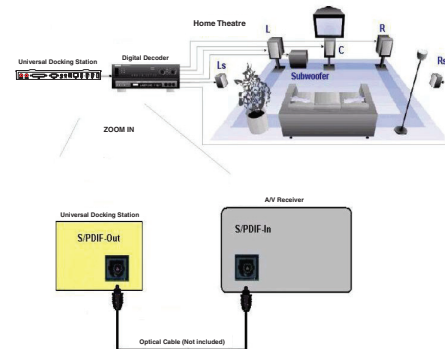 Home Theatre
L
R
Digital Decoder
C
Universal Docking Station
Ls
Rs
Subwoofer
ZOOM IN
A/V Receiver
Universal Docking Station
S/PDIF-Out
S/PDIF-In
Optical Cable (Not included)